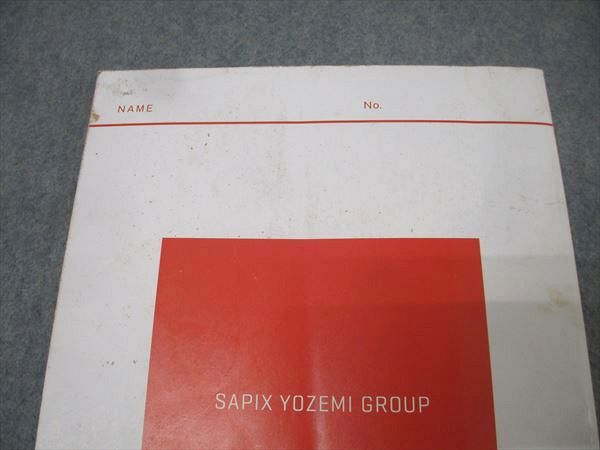 NAME No.
SAPIX YOZEMI GROUP